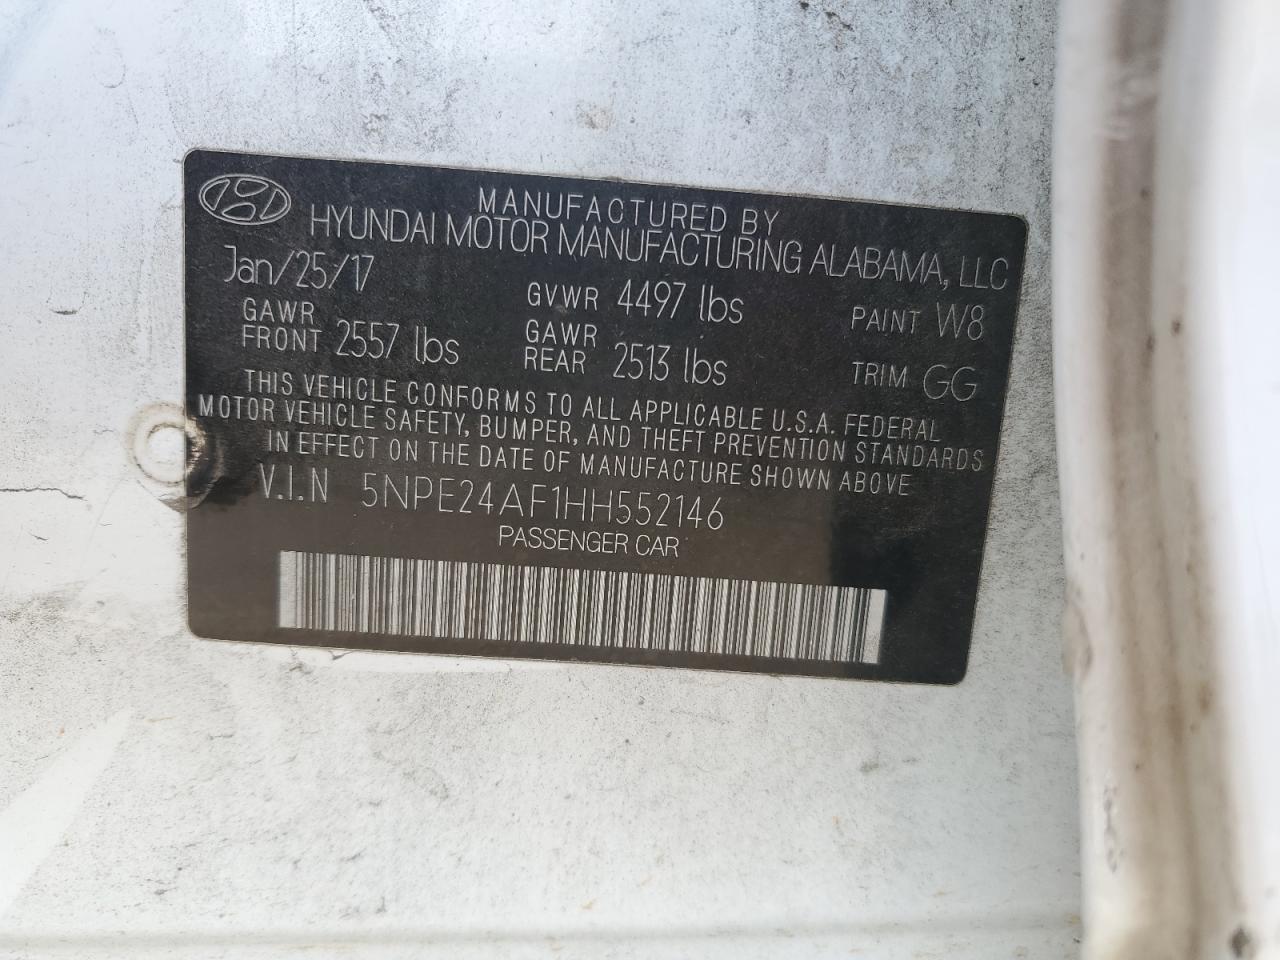 MANUFACTURED BY
HYUNDAI MOTOR MANUFACTURING ALABAMA, LLC
Jan/25/17 GVWR 4497 lbs PAINT W8
GAWR FRONT 2557 lbs GAWR REAR 2513 lbs TRIM GG
THIS VEHICLE CONFORMS TO ALL APPLICABLE U.S.A. FEDERAL
MOTOR VEHICLE SAFETY, BUMPER, AND THEFT PREVENTION STANDARDS
IN EFFECT ON THE DATE OF MANUFACTURE SHOWN ABOVE
V.I.N 5NPE24AF1HH552146
PASSENGER CAR